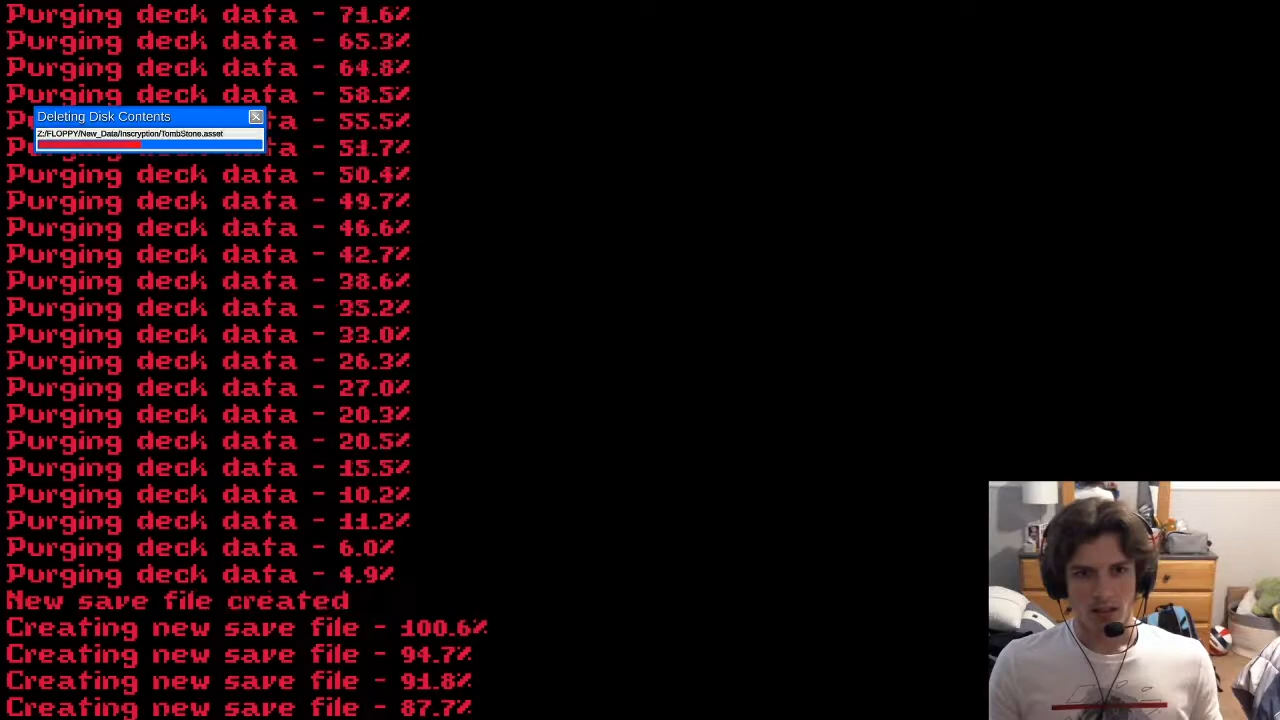 Purging deck data - 71.6%
Purging deck data - 65.3%
Purging deck data - 64.8%
Purging deck data - 58.5%
Deleting Disk Contents
Z:/FLOPPY/New_Data/Inscryption/TombStone.asset
data - 55.5%
data - 51.7%
Purging deck data - 50.4%
Purging deck data - 49.7%
Purging deck data - 46.6%
Purging deck data - 42.7%
Purging deck data - 38.6%
Purging deck data - 35.2%
Purging deck data - 33.0%
Purging deck data - 26.3%
Purging deck data - 27.0%
Purging deck data - 20.3%
Purging deck data - 20.5%
Purging deck data - 15.5%
Purging deck data - 10.2%
Purging deck data - 11.2%
Purging deck data - 6.0%
Purging deck data - 4.9%
New save file created
Creating new save file - 100.6%
Creating new save file - 94.7%
Creating new save file - 91.8%
Creating new save file - 87.7%